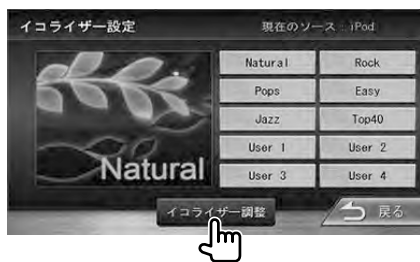 イコライザー設定
現在のソース：iPod
Natural
Rock
Pops
Easy
Jazz
Top40
User 1
User 2
User 3
User 4
Natural
イコライザー調整
戻る